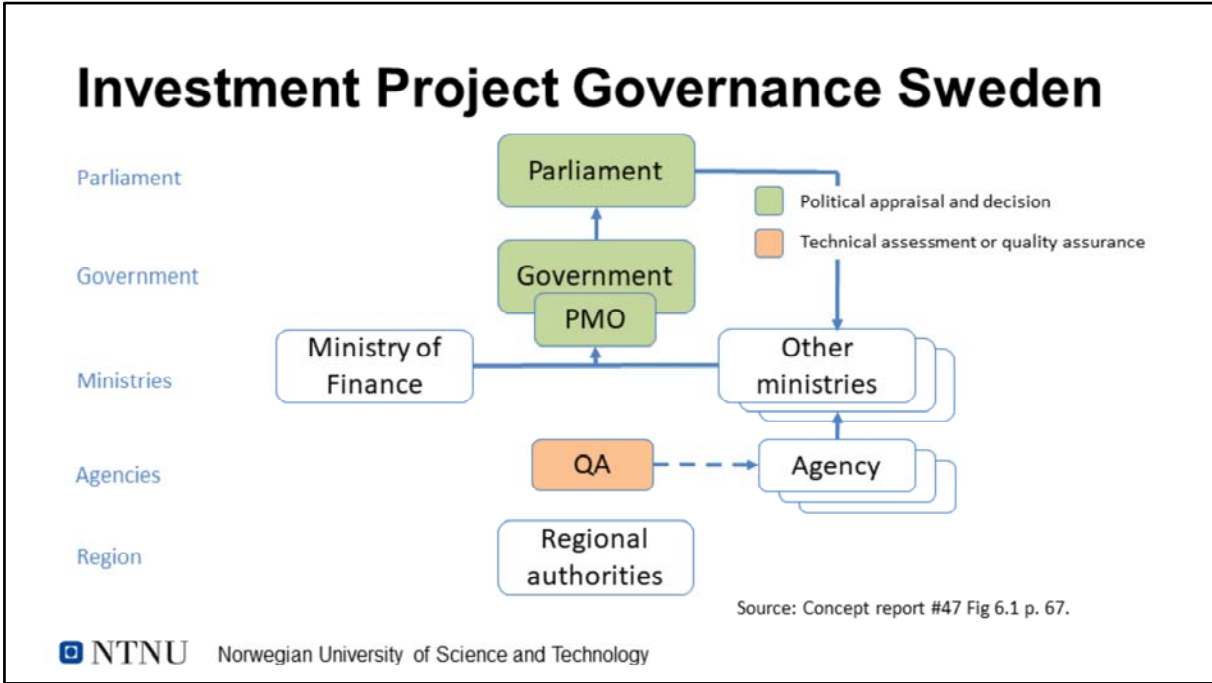 Investment Project Governance Sweden
Parliament
Parliament
Political appraisal and decision
Technical assessment or quality assurance
Government
Government
PMO
Ministries
Ministry of
Finance
Other
ministries
Agencies
QA
Agency
Region
Regional
authorities
Source: Concept report #47 Fig 6.1 p. 67.
NTNU Norwegian University of Science and Technology